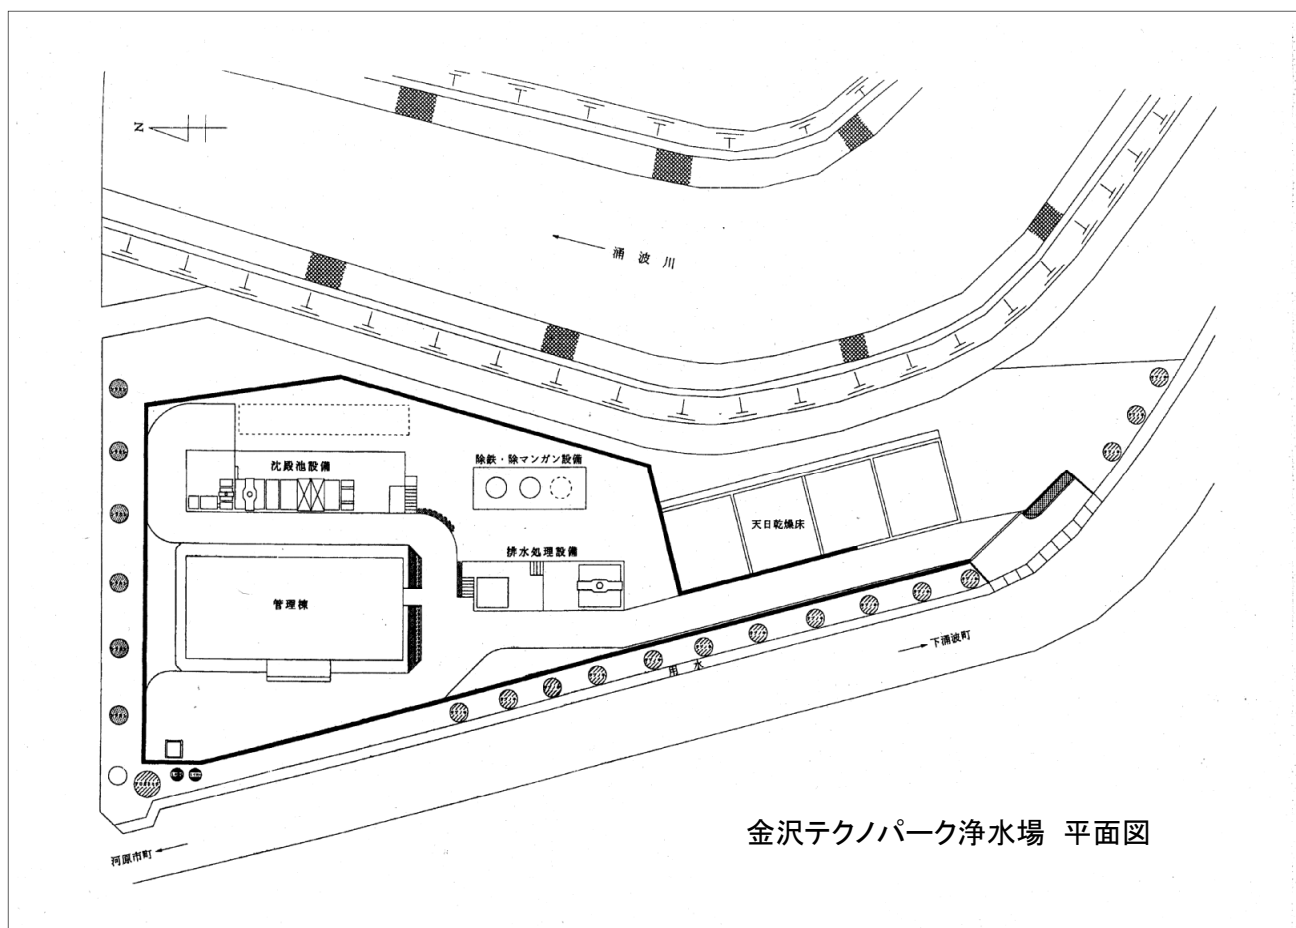 N
涌波川
沈殿池設備
除鉄・除マンガン設備
天日乾燥床
排水処理設備
管理棟
下涌波町
用水
河原市町
金沢テクノパーク浄水場 平面図